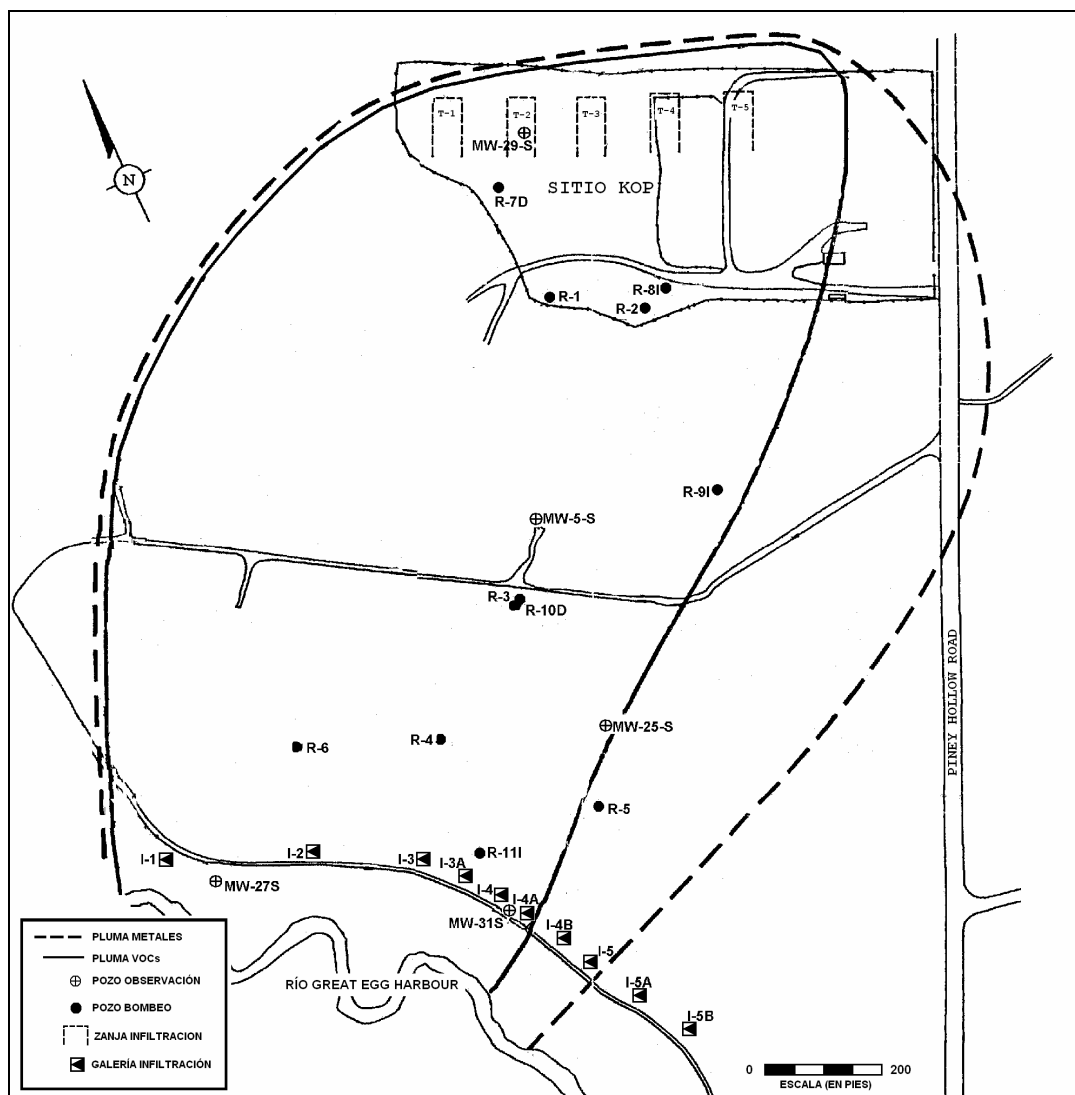 T-1
T-2
T-3
T-4
T-5
MW-29-S
SITIO KOP
R-7D
N
R-8I
R-1
R-2
R-9I
MW-5-S
R-3
R-10D
MW-25-S
PINEY HOLLOW ROAD
R-6
R-4
R-5
I-1
I-2
I-3
R-11I
I-3A
MW-27S
I-4
I-4A
MW-31S
I-4B
I-5
I-5A
I-5B
RÍO GREAT EGG HARBOUR
PLUMA METALES
PLUMA VOCs
POZO OBSERVACIÓN
POZO BOMBEO
ZANJA INFILTRACION
GALERÍA INFILTRACIÓN
0 200
ESCALA (EN PIES)